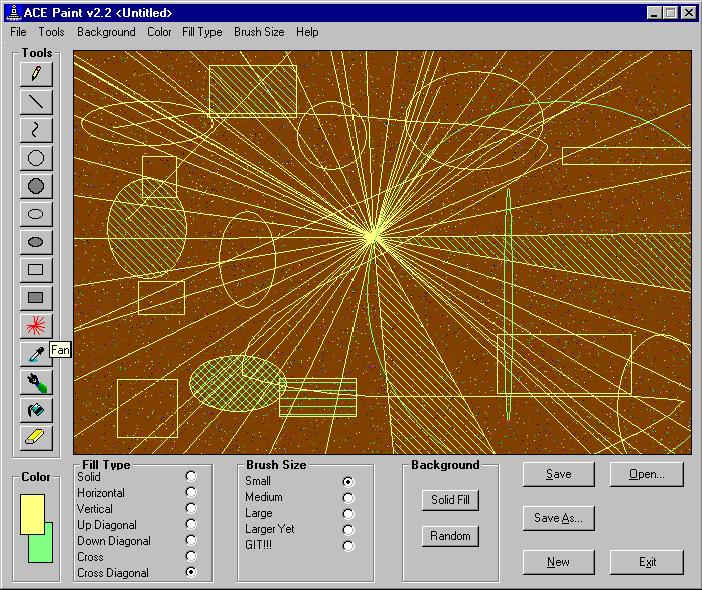 ACE Paint v2.2 <Untitled>
File Tools Background Color Fill Type Brush Size Help
Tools
Fan
Color
Fill Type
Solid
Horizontal
Vertical
Up Diagonal
Down Diagonal
Cross
Cross Diagonal
Brush Size
Small
Medium
Large
Larger Yet
GIT!!!
Background
Solid Fill
Random
Save
Open...
Save As...
New
Exit